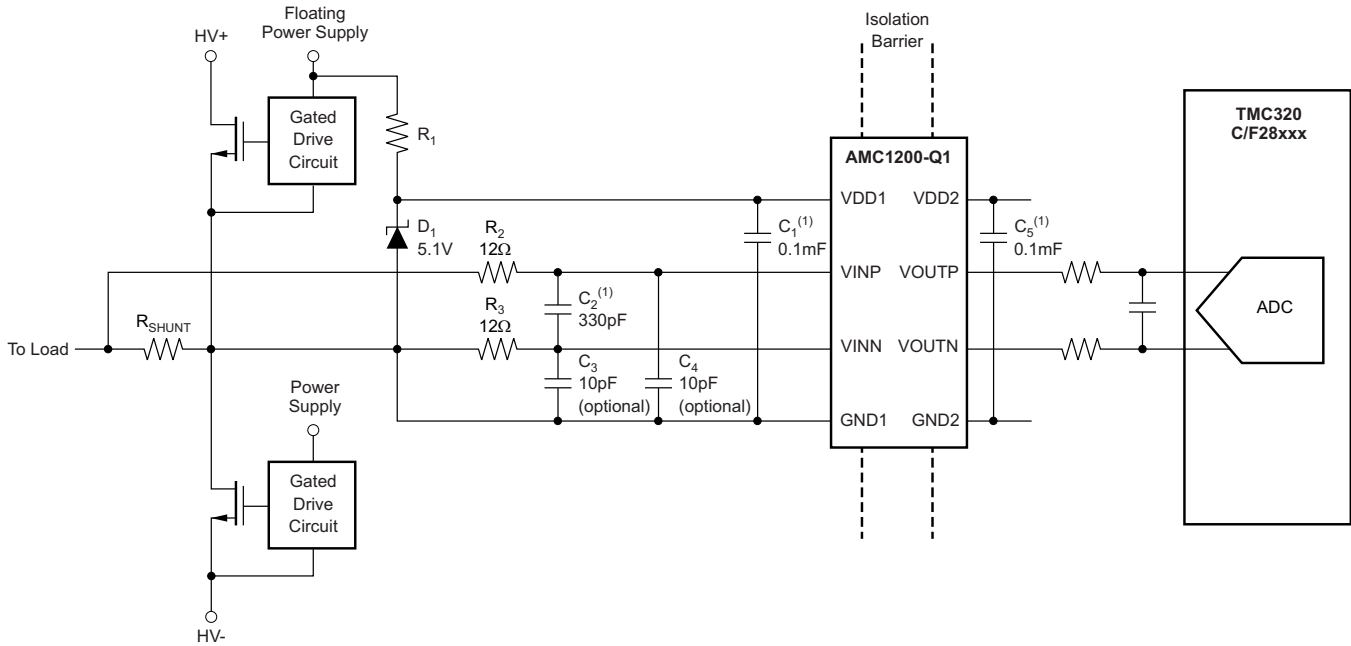 Floating
Power Supply
HV+
Isolation
Barrier
Gated
Drive
Circuit
R1
TMC320
C/F28xxx
AMC1200-Q1
VDD1
VDD2
D1
5.1V
R2
12Ω
C1(1)
0.1mF
C5(1)
0.1mF
VINP
VOUTP
C2(1)
330pF
R3
12Ω
ADC
To Load
RSHUNT
VINN
VOUTN
C3
10pF
(optional)
C4
10pF
(optional)
Power
Supply
GND1
GND2
Gated
Drive
Circuit
HV-